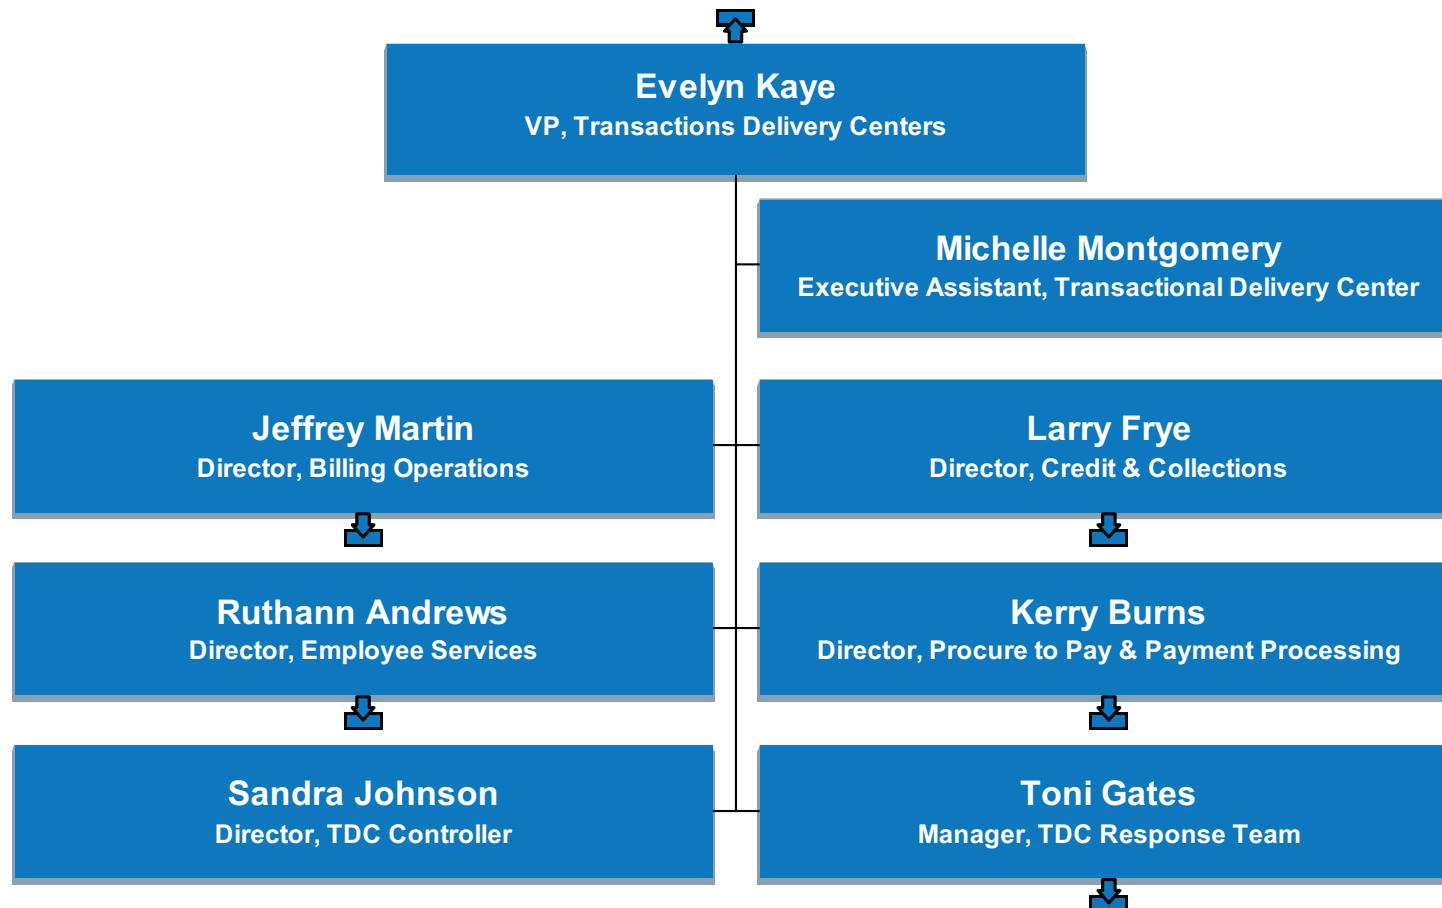 Evelyn Kaye
VP, Transactions Delivery Centers
Michelle Montgomery
Executive Assistant, Transactional Delivery Center
Jeffrey Martin
Director, Billing Operations
Larry Frye
Director, Credit & Collections
Ruthann Andrews
Director, Employee Services
Kerry Burns
Director, Procure to Pay & Payment Processing
Sandra Johnson
Director, TDC Controller
Toni Gates
Manager, TDC Response Team